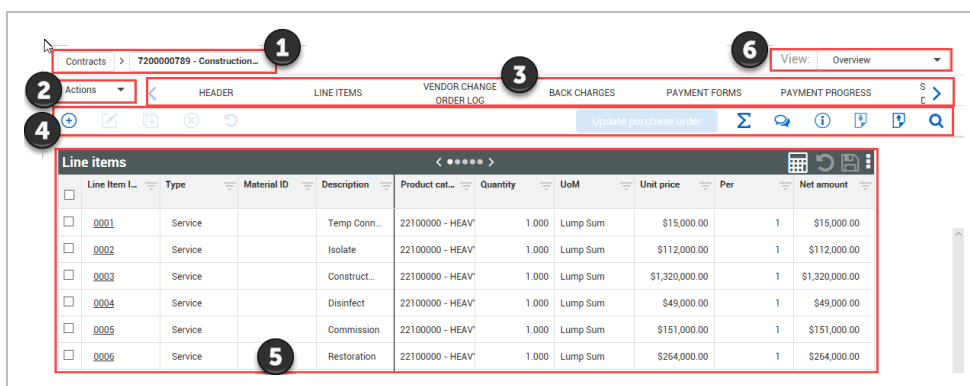 1
6
Contracts > 7200000789 - Construction...
View: Overview
2
3
Actions
HEADER
LINE ITEMS
VENDOR CHANGE
ORDER LOG
BACK CHARGES
PAYMENT FORMS
PAYMENT PROGRESS
4
Update purchase order
Line items
Line Item I... Type Material ID Description Product cat... Quantity UoM Unit price Per Net amount
0001 Service Temp Conn... 22100000 - HEAV 1.000 Lump Sum $15,000.00 1 $15,000.00
0002 Service Isolate 22100000 - HEAV 1.000 Lump Sum $112,000.00 1 $112,000.00
0003 Service Construct... 22100000 - HEAV 1.000 Lump Sum $1,320,000.00 1 $1,320,000.00
0004 Service Disinfect 22100000 - HEAV 1.000 Lump Sum $49,000.00 1 $49,000.00
0005 Service Commission 22100000 - HEAV 1.000 Lump Sum $151,000.00 1 $151,000.00
0006 Service Restoration 22100000 - HEAV 1.000 Lump Sum $264,000.00 1 $264,000.00
5